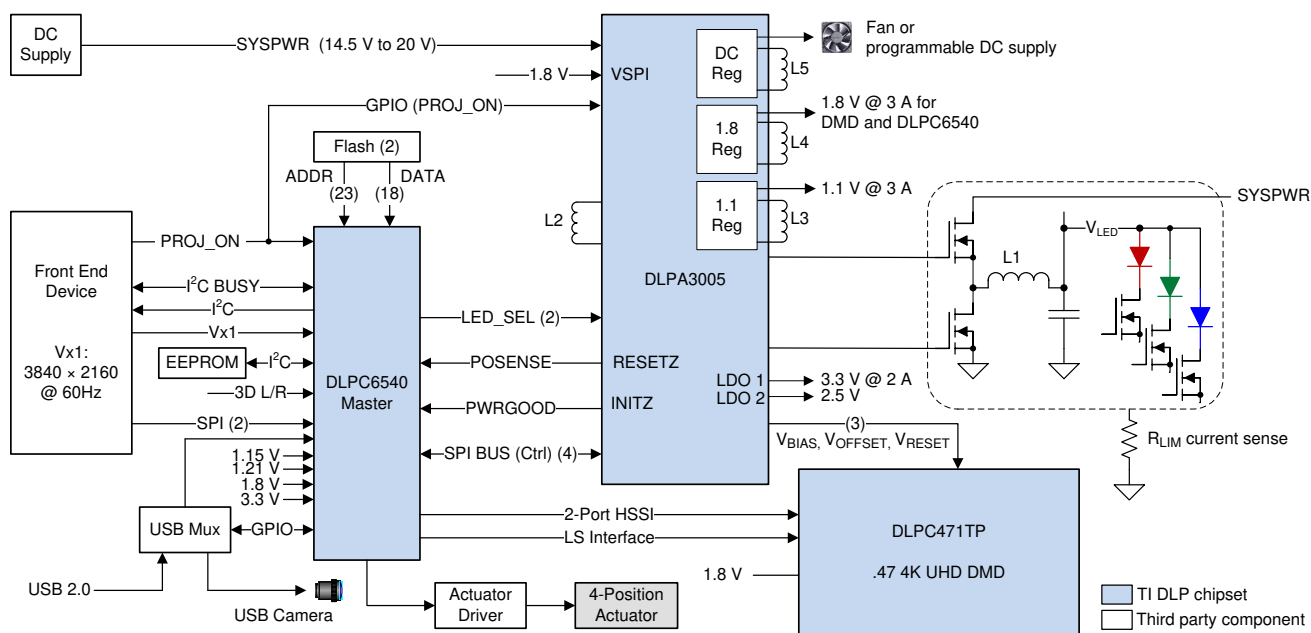 DC
Supply
SYSPWR (14.5 V to 20 V)
1.8 V
VSPI
GPIO (PROJ_ON)
DC
Reg
L5
Fan or
programmable DC supply
1.8
Reg
L4
1.8 V @ 3 A for
DMD and DLPC6540
1.1
Reg
L3
1.1 V @ 3 A
Flash (2)
ADDR
(23)
DATA
(18)
L2
DLPA3005
SYSPWR
VLED
L1
Front End
Device
Vx1:
3840 × 2160
@ 60Hz
PROJ_ON
I²C BUSY
I²C
Vx1
EEPROM
I²C
3D L/R
SPI (2)
1.15 V
1.21 V
1.8 V
3.3 V
DLPC6540
Master
LED_SEL (2)
POSENSE
RESETZ
PWRGOOD
INITZ
SPI BUS (Ctrl) (4)
LDO 1
3.3 V @ 2 A
LDO 2
2.5 V
(3)
VBIAS, VOFFSET, VRESET
RLIM current sense
USB Mux
GPIO
2-Port HSSI
LS Interface
DLPC471TP
.47 4K UHD DMD
1.8 V
USB 2.0
USB Camera
Actuator
Driver
4-Position
Actuator
TI DLP chipset
Third party component